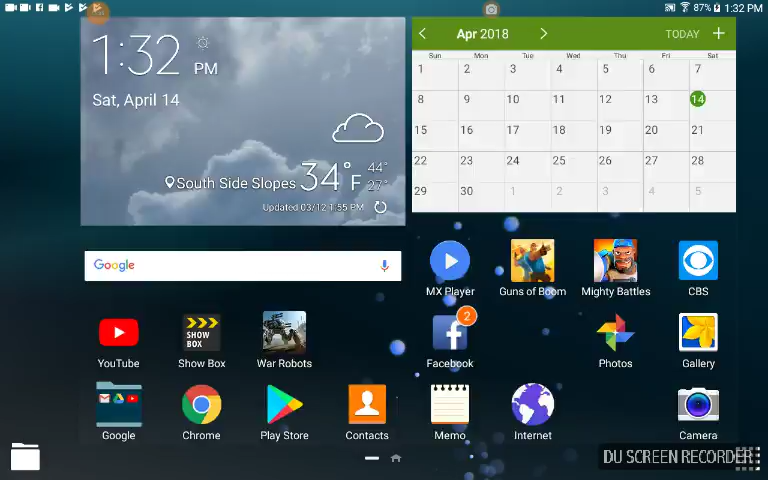 87% 1:32 PM
1:32 PM
Sat, April 14
South Side Slopes 34°F 44° 27°
Updated 03/12 1:55 PM
Apr 2018 TODAY +
Sun Mon Tue Wed Thu Fri Sat
1 2 3 4 5 6 7
8 9 10 11 12 13 14
15 16 17 18 19 20 21
22 23 24 25 26 27 28
29 30 1 2 3 4 5
Google
MX Player Guns of Boom Mighty Battles CBS
SHOW BOX
2
YouTube Show Box War Robots Facebook Photos Gallery
Google Chrome Play Store Contacts Memo Internet Camera
DU SCREEN RECORDER